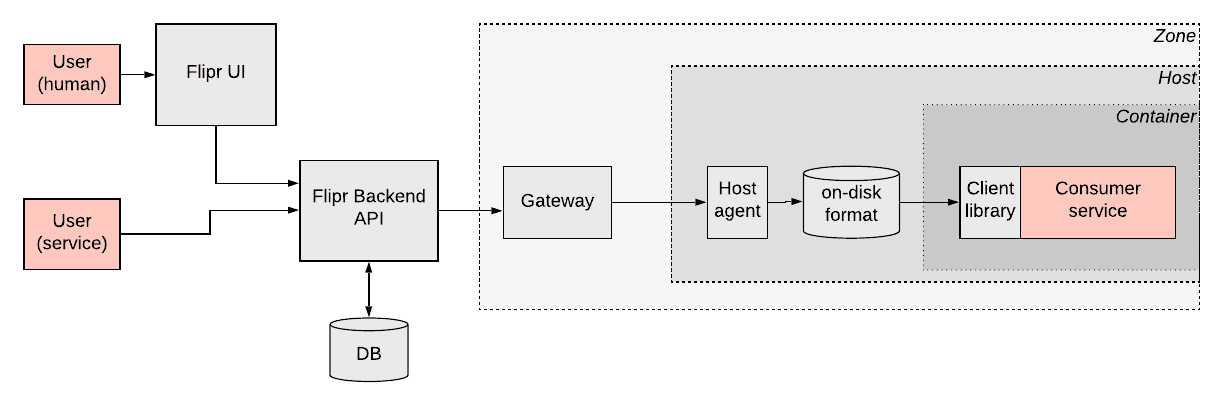 User
(human)
Flipr UI
User
(service)
Flipr Backend
API
DB
Zone
Host
Container
Gateway
Host
agent
on-disk
format
Client
library
Consumer
service